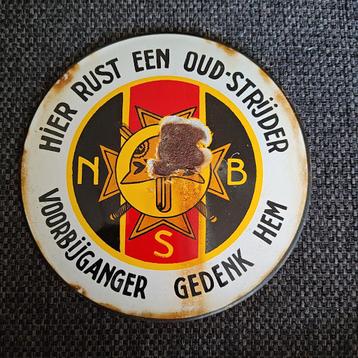 HIER RUST EEN OUD-STRIJDER
N B
S
VOORBIJGANGER GEDENK HEM